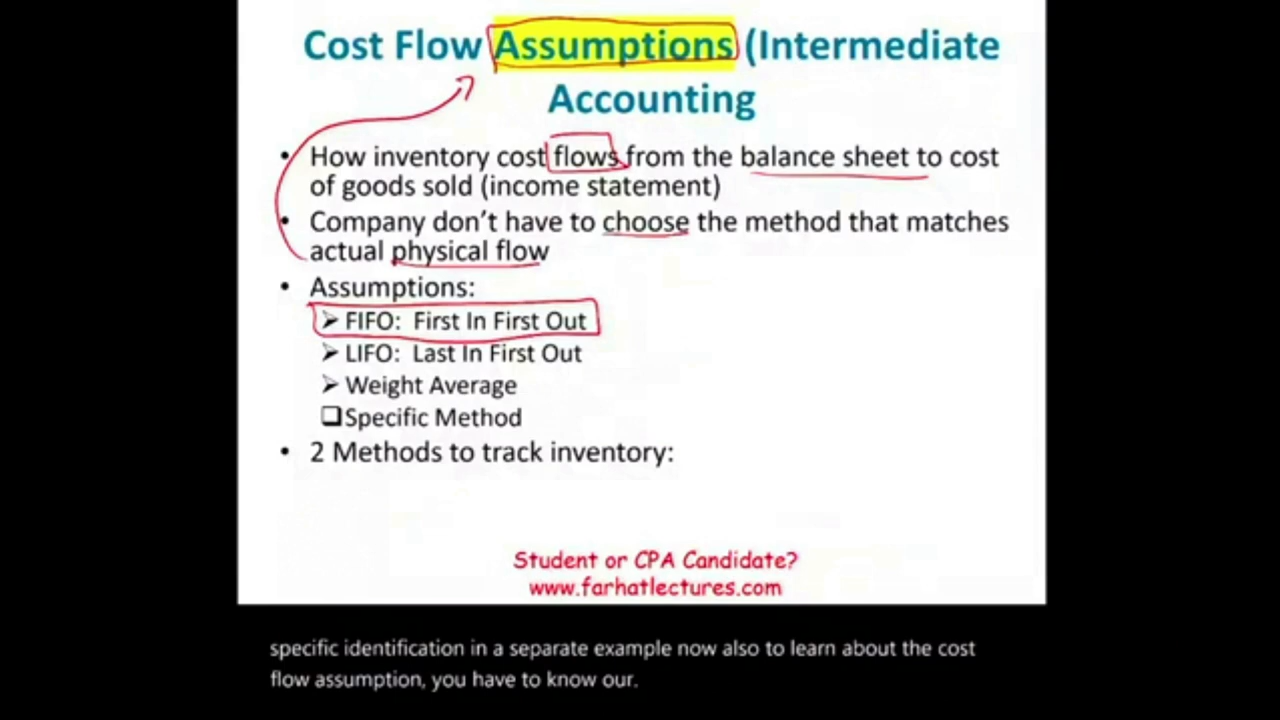 Cost Flow Assumptions (Intermediate
Accounting
• How inventory cost flows from the balance sheet to cost
of goods sold (income statement)
• Company don’t have to choose the method that matches
actual physical flow
• Assumptions:
➢ FIFO: First In First Out
➢ LIFO: Last In First Out
➢ Weight Average
❑ Specific Method
• 2 Methods to track inventory:
Student or CPA Candidate?
www.farhatlectures.com
specific identification in a separate example now also to learn about the cost
flow assumption, you have to know our.